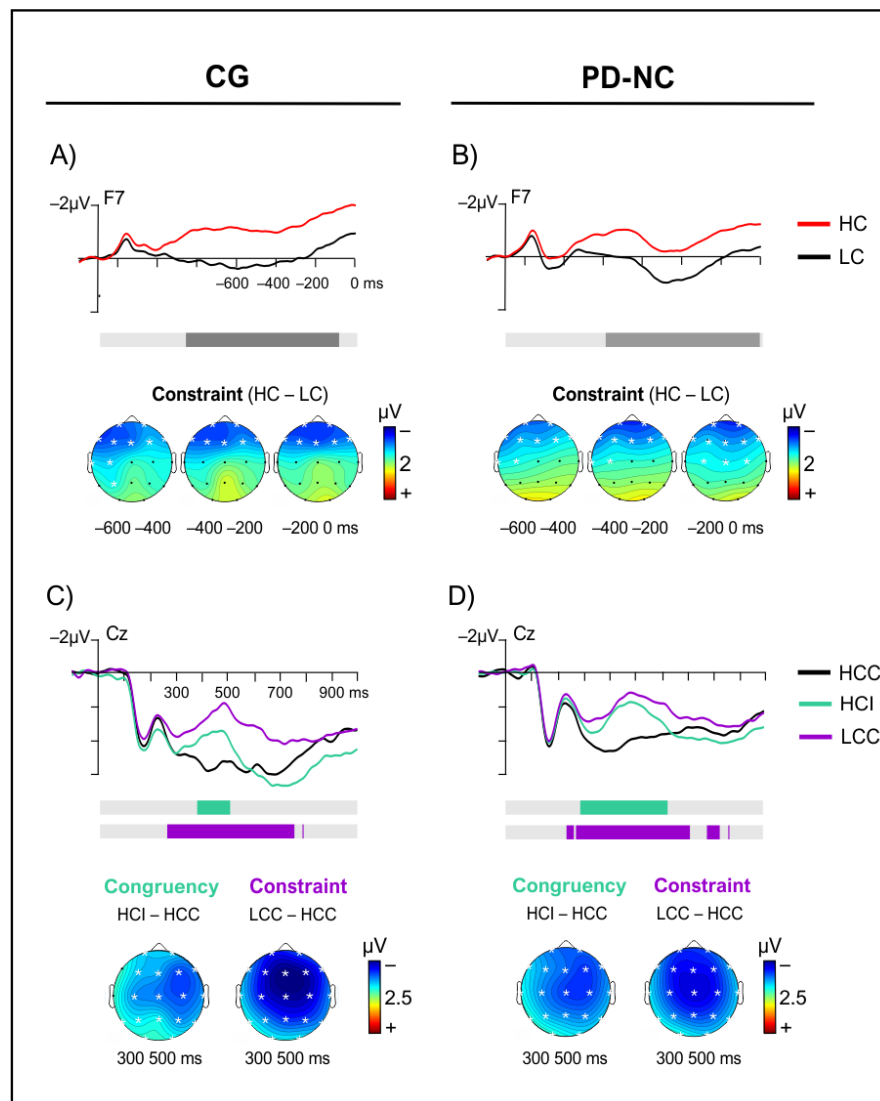 CG
PD-NC
A)
B)
–2µV F7
–2µV F7
HC
LC
–600 –400 –200 0 ms
Constraint (HC – LC)
Constraint (HC – LC)
µV
–
2
+
µV
–
2
+
–600 –400 –400 –200 –200 0 ms
–600 –400 –400 –200 –200 0 ms
C)
D)
–2µV Cz
–2µV Cz
300 500 700 900 ms
HCC
HCI
LCC
Congruency Constraint
HCI – HCC LCC – HCC
µV
–
2.5
+
300 500 ms 300 500 ms
Congruency Constraint
HCI – HCC LCC – HCC
µV
–
2.5
+
300 500 ms 300 500 ms